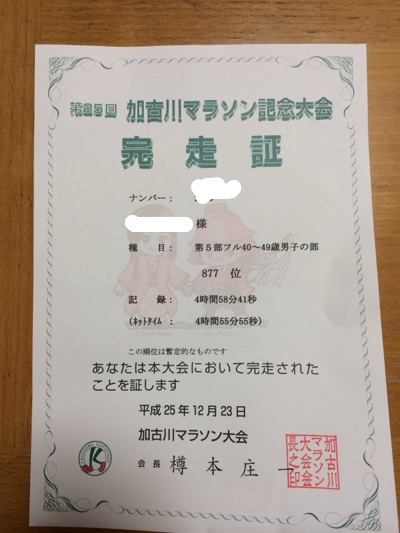 第25回 加古川マラソン記念大会
完走証
ナンバー：
様
種　目：　第5部フル40～49歳男子の部
877 位
記　録：　4時間58分41秒
(ネットタイム：　4時間55分55秒)
この順位は暫定的なものです
あなたは本大会において完走された
ことを証します
平成25年12月23日
加古川マラソン大会
会長　樽本庄一
加古川
マラソン
大会会
長之印